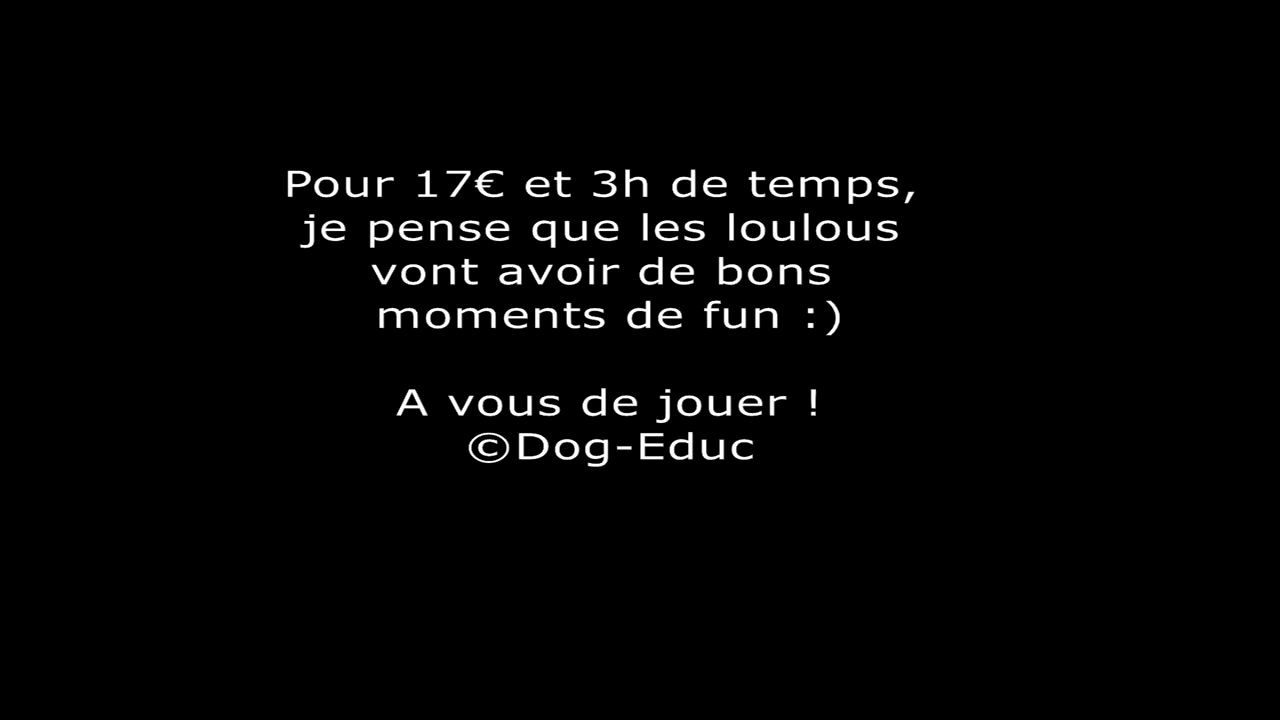 Pour 17€ et 3h de temps,
je pense que les loulous
vont avoir de bons
moments de fun :)
A vous de jouer !
©Dog-Educ